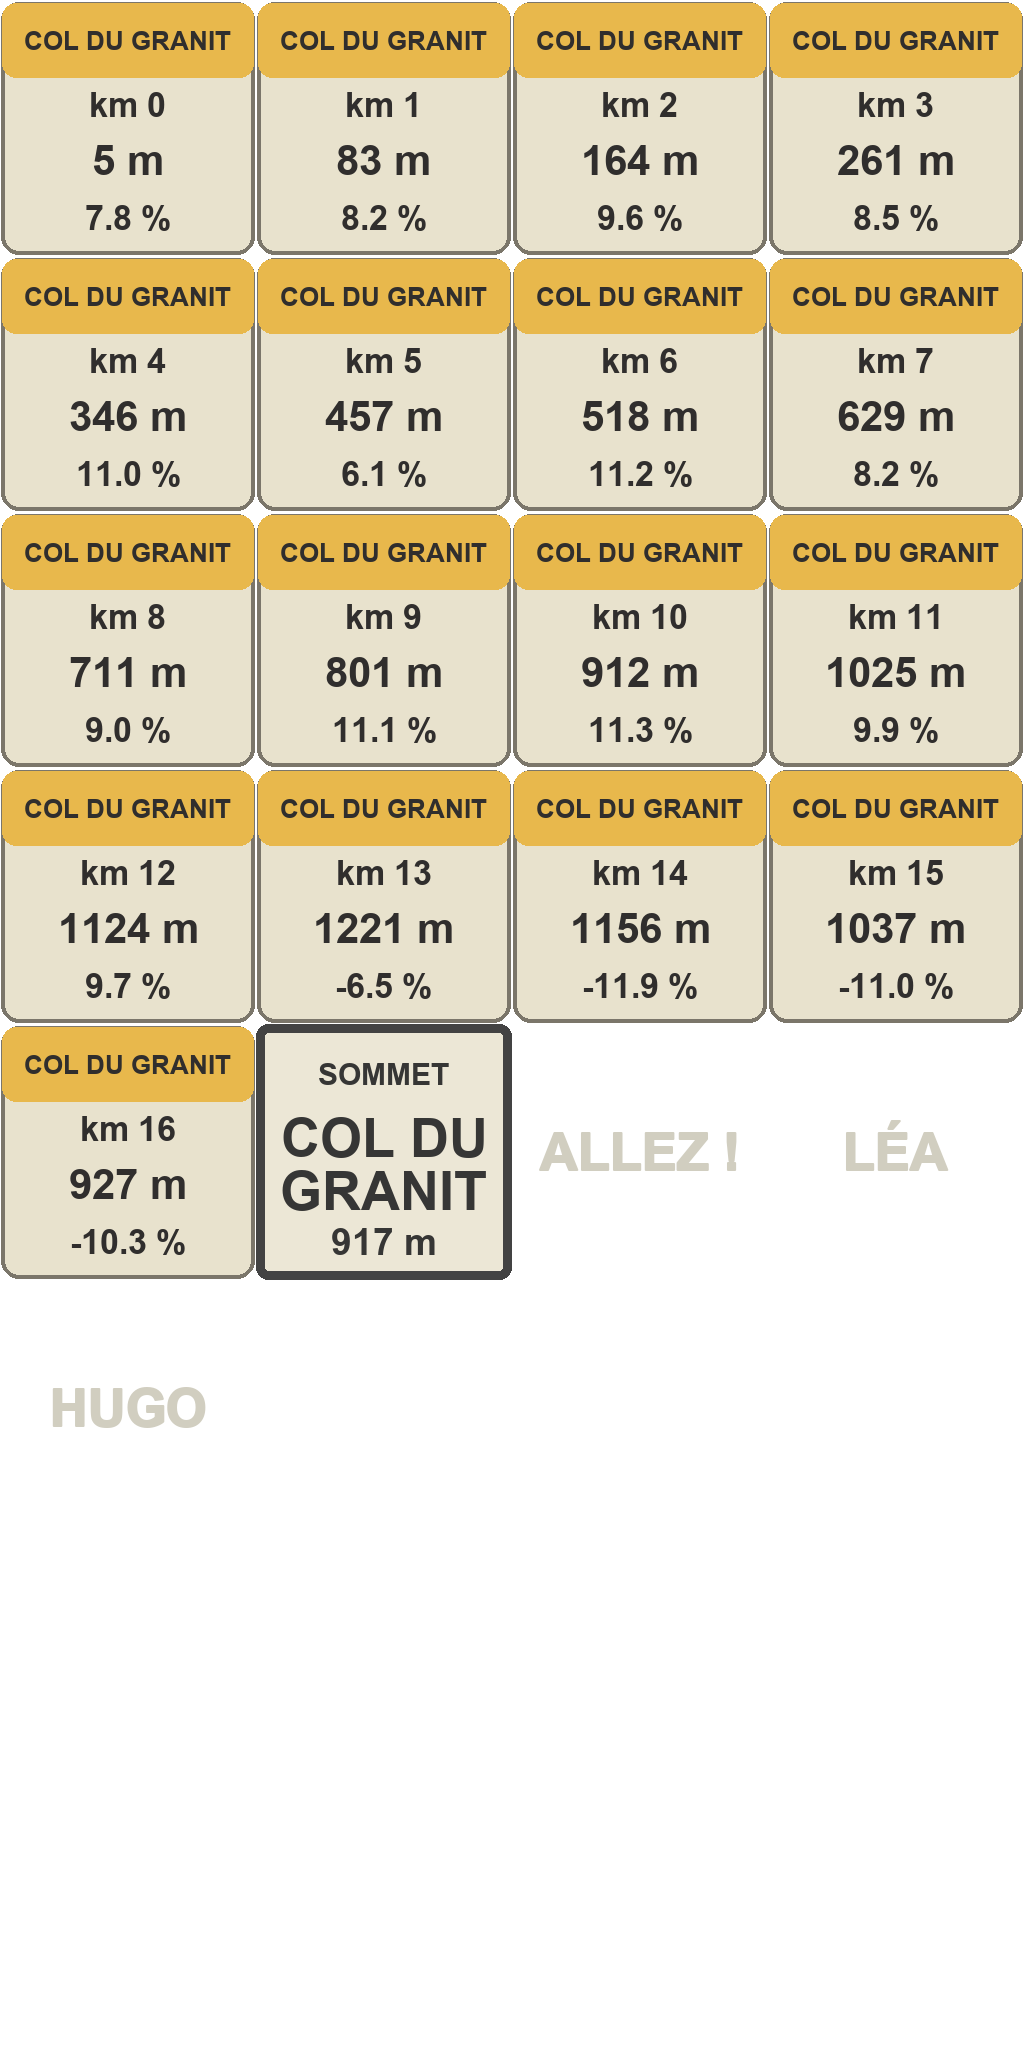 COL DU GRANIT
km 0
5 m
7.8 %
COL DU GRANIT
km 1
83 m
8.2 %
COL DU GRANIT
km 2
164 m
9.6 %
COL DU GRANIT
km 3
261 m
8.5 %
COL DU GRANIT
km 4
346 m
11.0 %
COL DU GRANIT
km 5
457 m
6.1 %
COL DU GRANIT
km 6
518 m
11.2 %
COL DU GRANIT
km 7
629 m
8.2 %
COL DU GRANIT
km 8
711 m
9.0 %
COL DU GRANIT
km 9
801 m
11.1 %
COL DU GRANIT
km 10
912 m
11.3 %
COL DU GRANIT
km 11
1025 m
9.9 %
COL DU GRANIT
km 12
1124 m
9.7 %
COL DU GRANIT
km 13
1221 m
-6.5 %
COL DU GRANIT
km 14
1156 m
-11.9 %
COL DU GRANIT
km 15
1037 m
-11.0 %
COL DU GRANIT
km 16
927 m
-10.3 %
SOMMET
COL DU
GRANIT
917 m
ALLEZ !
LÉA
HUGO